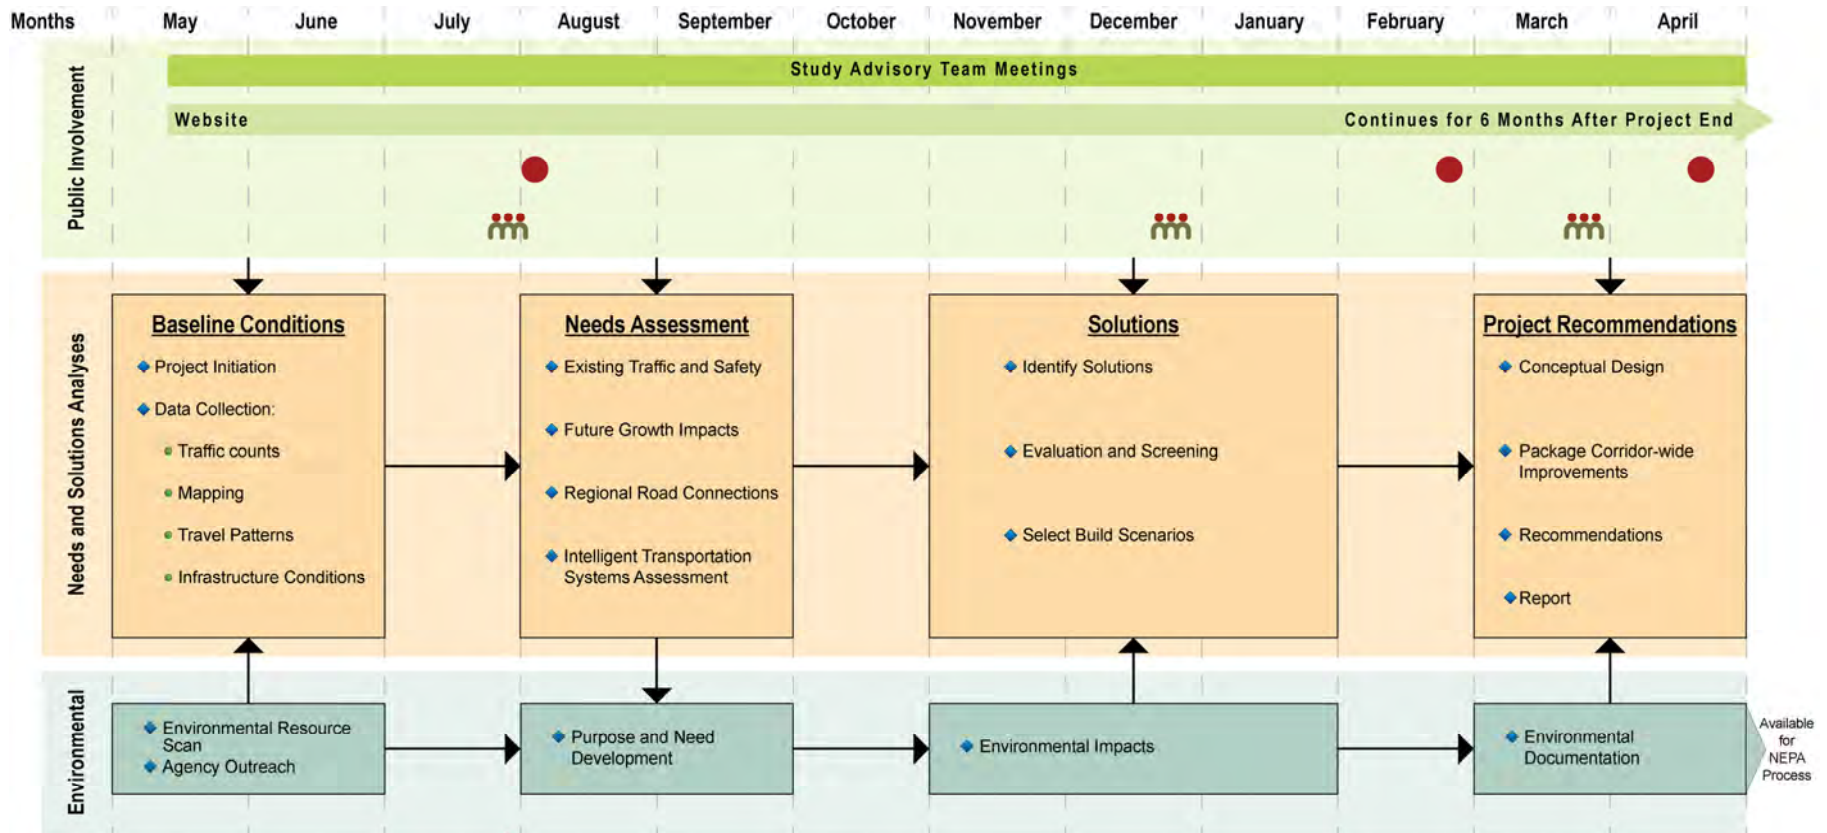 Months May June July August September October November December January February March April
Public Involvement
Study Advisory Team Meetings
Website
Continues for 6 Months After Project End
Needs and Solutions Analyses
Baseline Conditions
Project Initiation
Data Collection:
Traffic counts
Mapping
Travel Patterns
Infrastructure Conditions
Needs Assessment
Existing Traffic and Safety
Future Growth Impacts
Regional Road Connections
Intelligent Transportation
Systems Assessment
Solutions
Identify Solutions
Evaluation and Screening
Select Build Scenarios
Project Recommendations
Conceptual Design
Package Corridor-wide
Improvements
Recommendations
Report
Environmental
Environmental Resource
Scan
Agency Outreach
Purpose and Need
Development
Environmental Impacts
Environmental
Documentation
Available
for
NEPA
Process